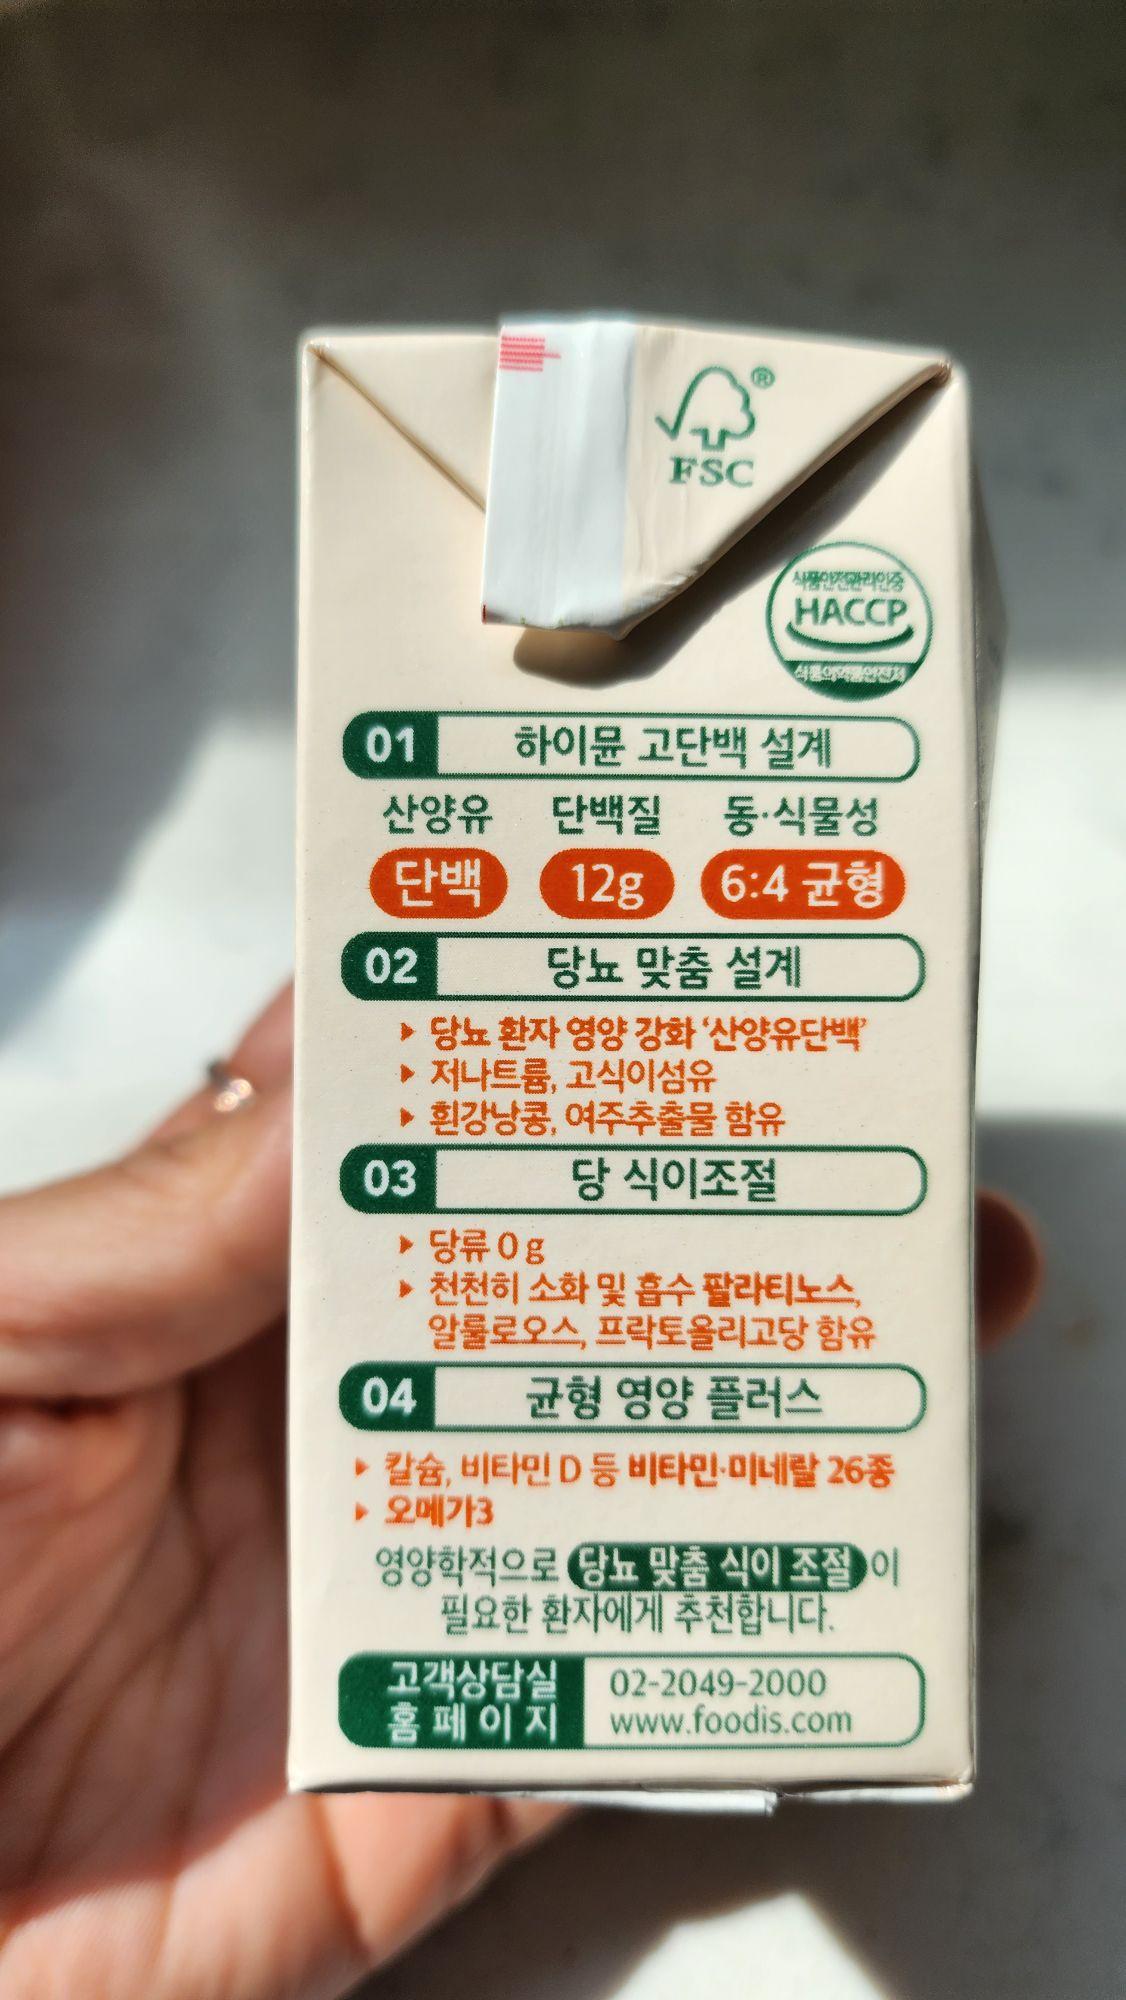 ®
FSC
식품안전관리인증
HACCP
식품의약품안전처
01 하이뮨 고단백 설계
산양유 단백질 동·식물성
단백 12g 6:4 균형
02 당뇨 맞춤 설계
▸ 당뇨 환자 영양 강화 ‘산양유단백’
▸ 저나트륨, 고식이섬유
▸ 흰강낭콩, 여주추출물 함유
03 당 식이조절
▸ 당류 0 g
▸ 천천히 소화 및 흡수 팔라티노스,
알룰로오스, 프락토올리고당 함유
04 균형 영양 플러스
▸ 칼슘, 비타민 D 등 비타민·미네랄 26종
▸ 오메가3
영양학적으로 당뇨 맞춤 식이 조절이
필요한 환자에게 추천합니다.
고객상담실 02-2049-2000
홈페이지 www.foodis.com